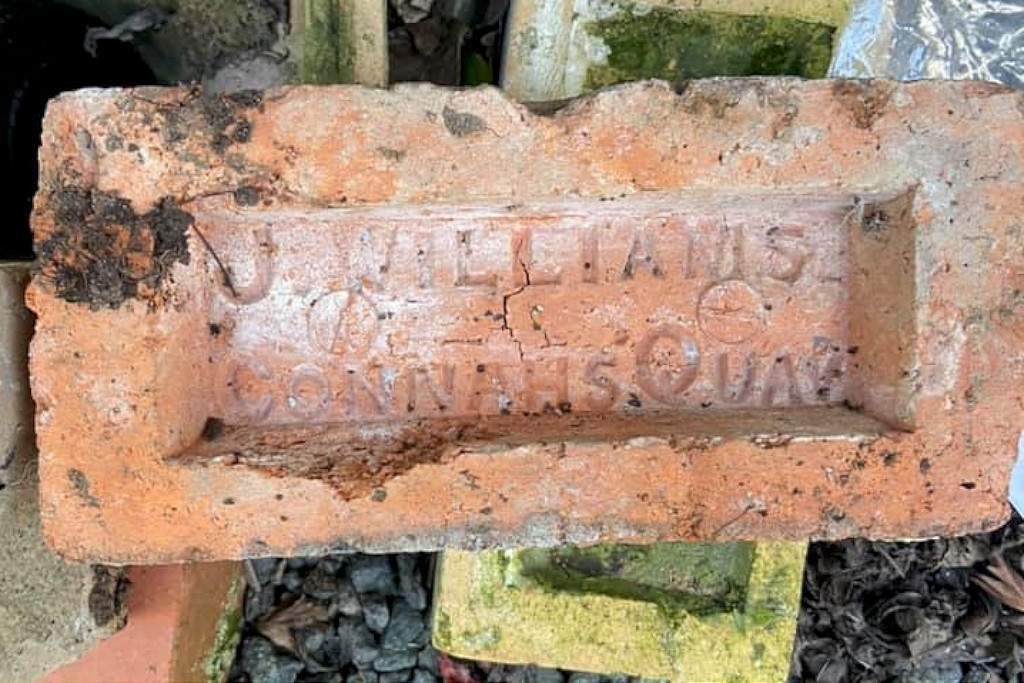 J. WILLIAMS.
CONNAHS QUAY